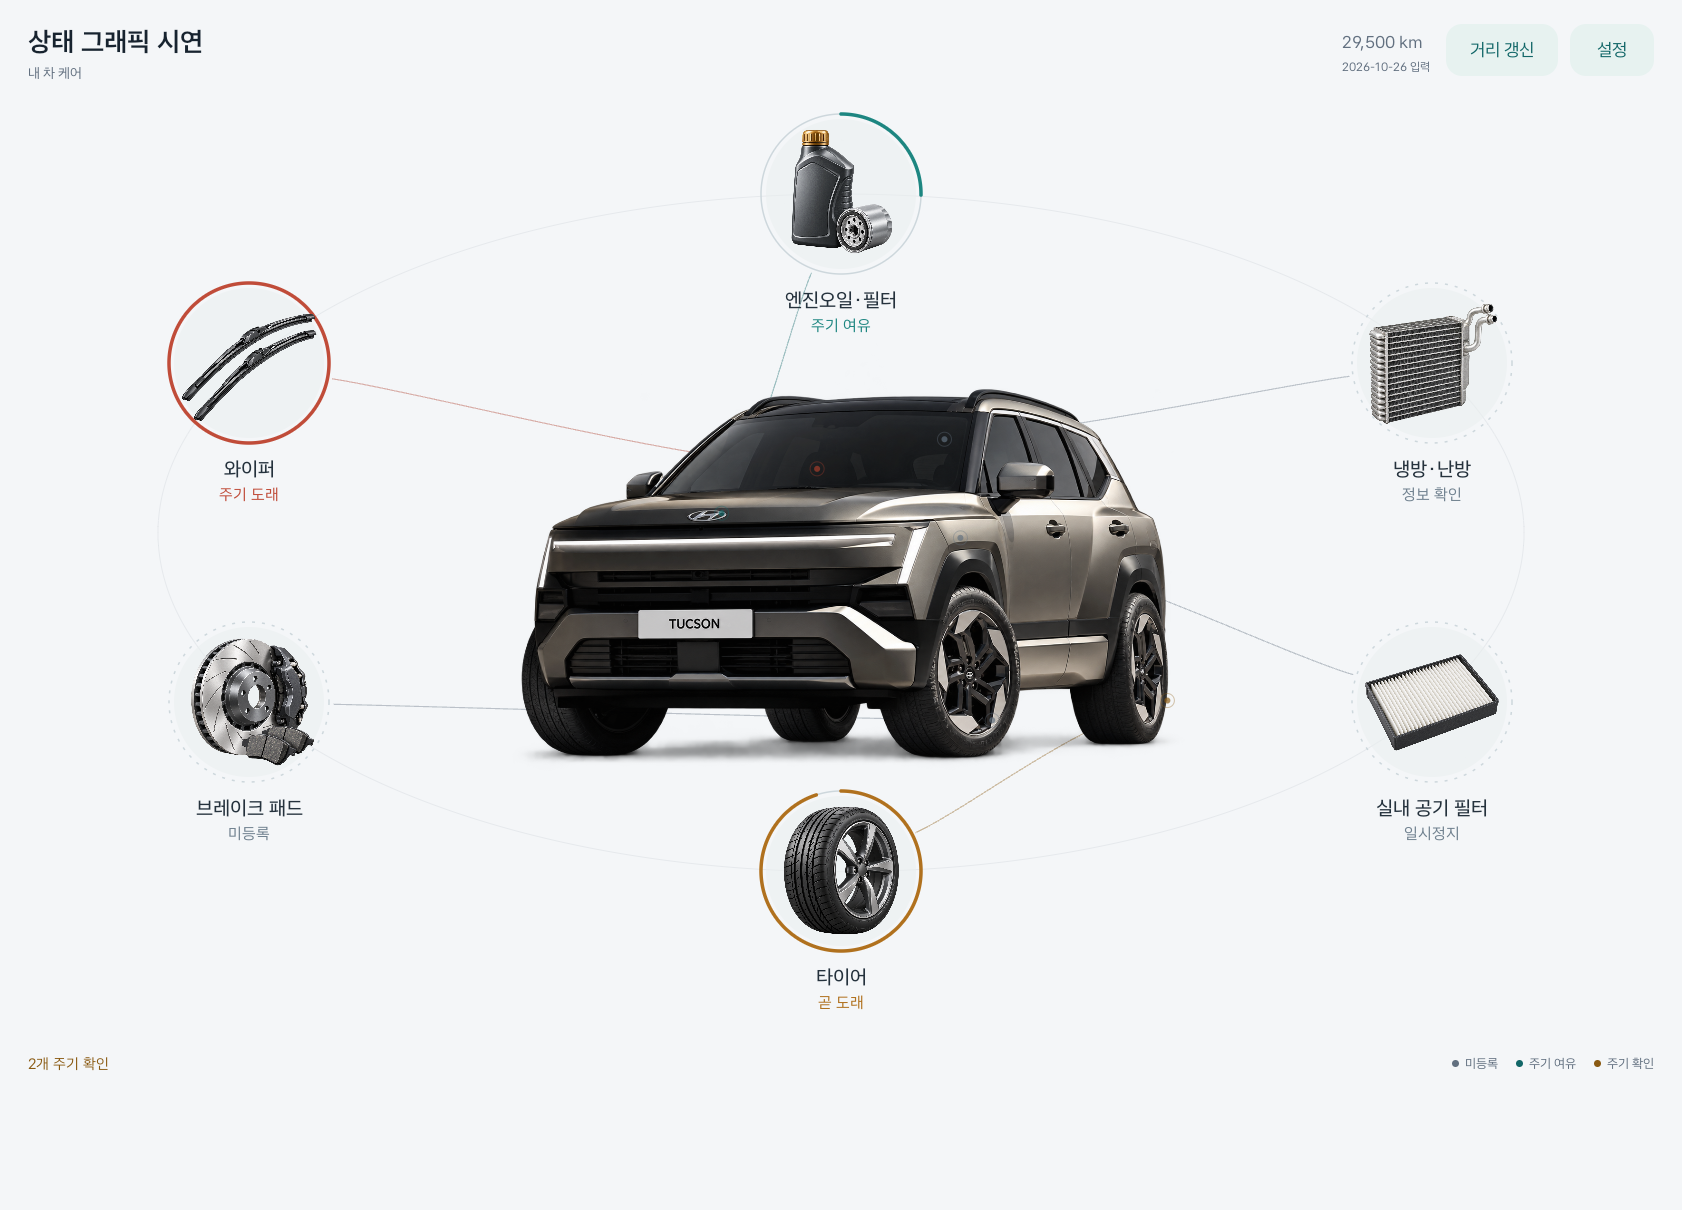 상태 그래픽 시연
내 차 케어
29,500 km
2026-10-26 입력
거리 갱신
설정
엔진오일·필터
주기 여유
와이퍼
주기 도래
냉방·난방
정보 확인
TUCSON
브레이크 패드
미등록
실내 공기 필터
일시정지
타이어
곧 도래
2개 주기 확인
미등록
주기 여유
주기 확인